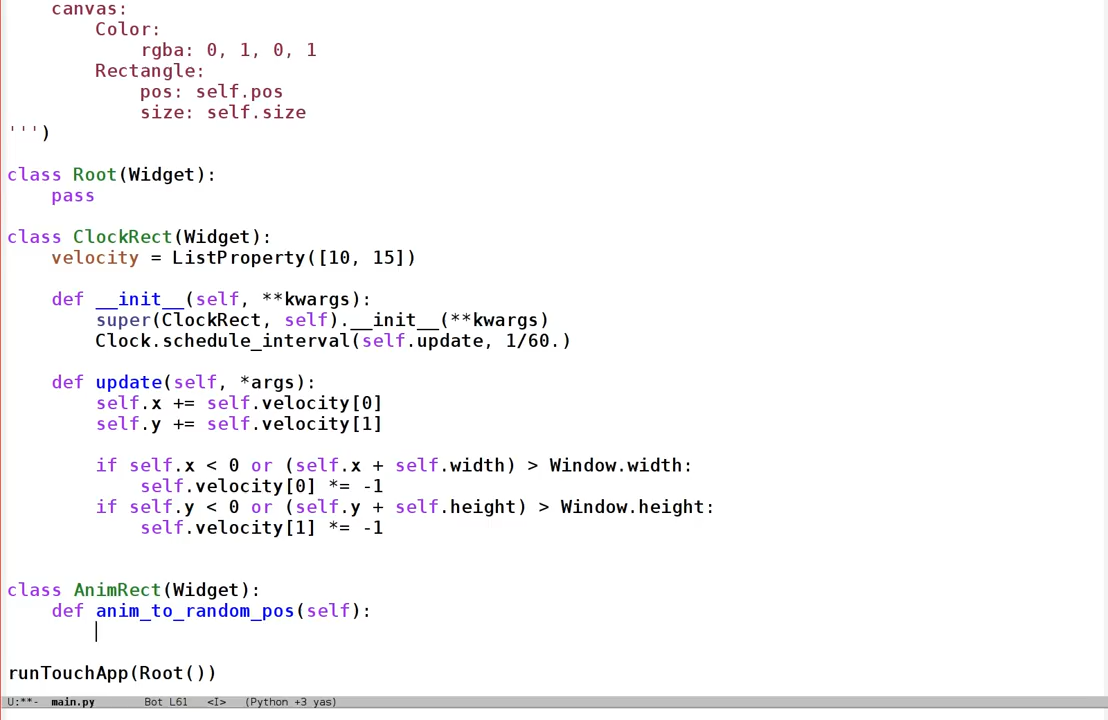 canvas:
        Color:
            rgba: 0, 1, 0, 1
        Rectangle:
            pos: self.pos
            size: self.size
''')

class Root(Widget):
    pass

class ClockRect(Widget):
    velocity = ListProperty([10, 15])

    def __init__(self, **kwargs):
        super(ClockRect, self).__init__(**kwargs)
        Clock.schedule_interval(self.update, 1/60.)

    def update(self, *args):
        self.x += self.velocity[0]
        self.y += self.velocity[1]

        if self.x < 0 or (self.x + self.width) > Window.width:
            self.velocity[0] *= -1
        if self.y < 0 or (self.y + self.height) > Window.height:
            self.velocity[1] *= -1


class AnimRect(Widget):
    def anim_to_random_pos(self):

runTouchApp(Root())
U:**-  main.py        Bot L61   <I>   (Python +3 yas)